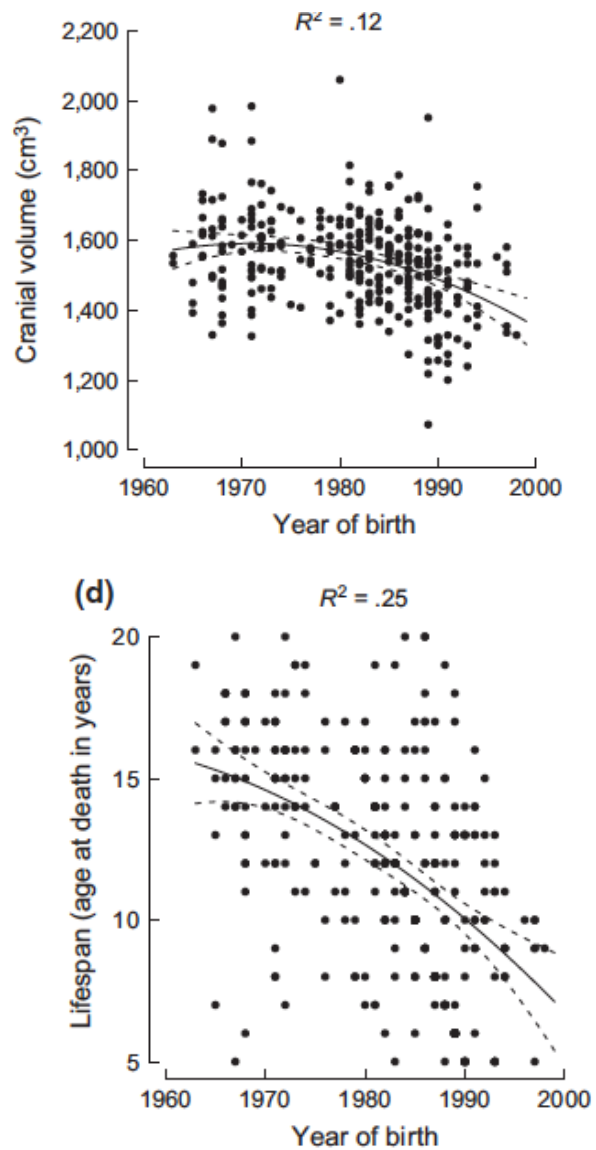 R² = .12
2,200
2,000
1,800
1,600
1,400
1,200
1,000
Cranial volume (cm³)
1960 1970 1980 1990 2000
Year of birth
(d)
R² = .25
20
15
10
5
Lifespan (age at death in years)
1960 1970 1980 1990 2000
Year of birth